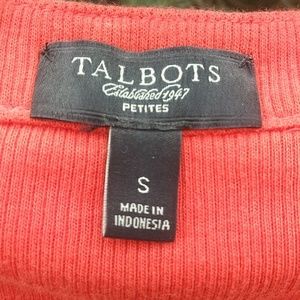 TALBOTS
Established 1947
PETITES
S
MADE IN
INDONESIA